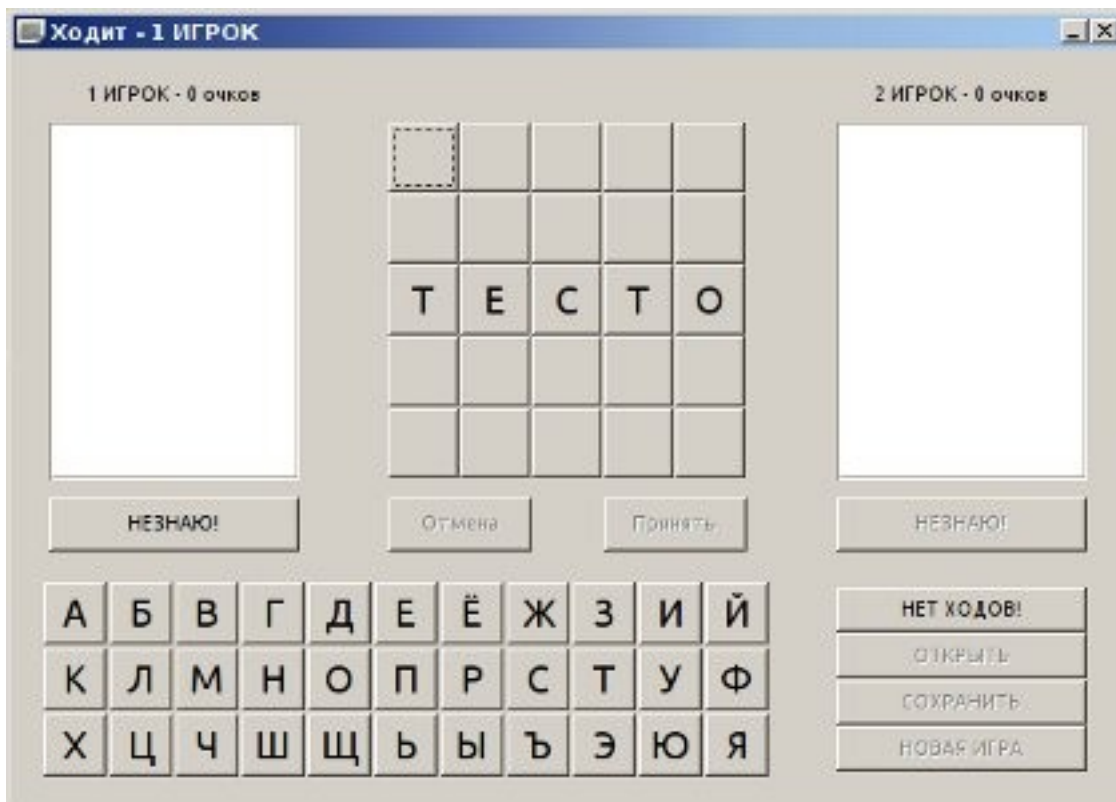 Ходит - 1 ИГРОК
1 ИГРОК - 0 очков
2 ИГРОК - 0 очков
Т Е С Т О
НЕЗНАЮ!
Отмена
Принять
НЕЗНАЮ!
А Б В Г Д Е Ё Ж З И Й
К Л М Н О П Р С Т У Ф
Х Ц Ч Ш Щ Ь Ы Ъ Э Ю Я
НЕТ ХОДОВ!
ОТКРЫТЬ
СОХРАНИТЬ
НОВАЯ ИГРА